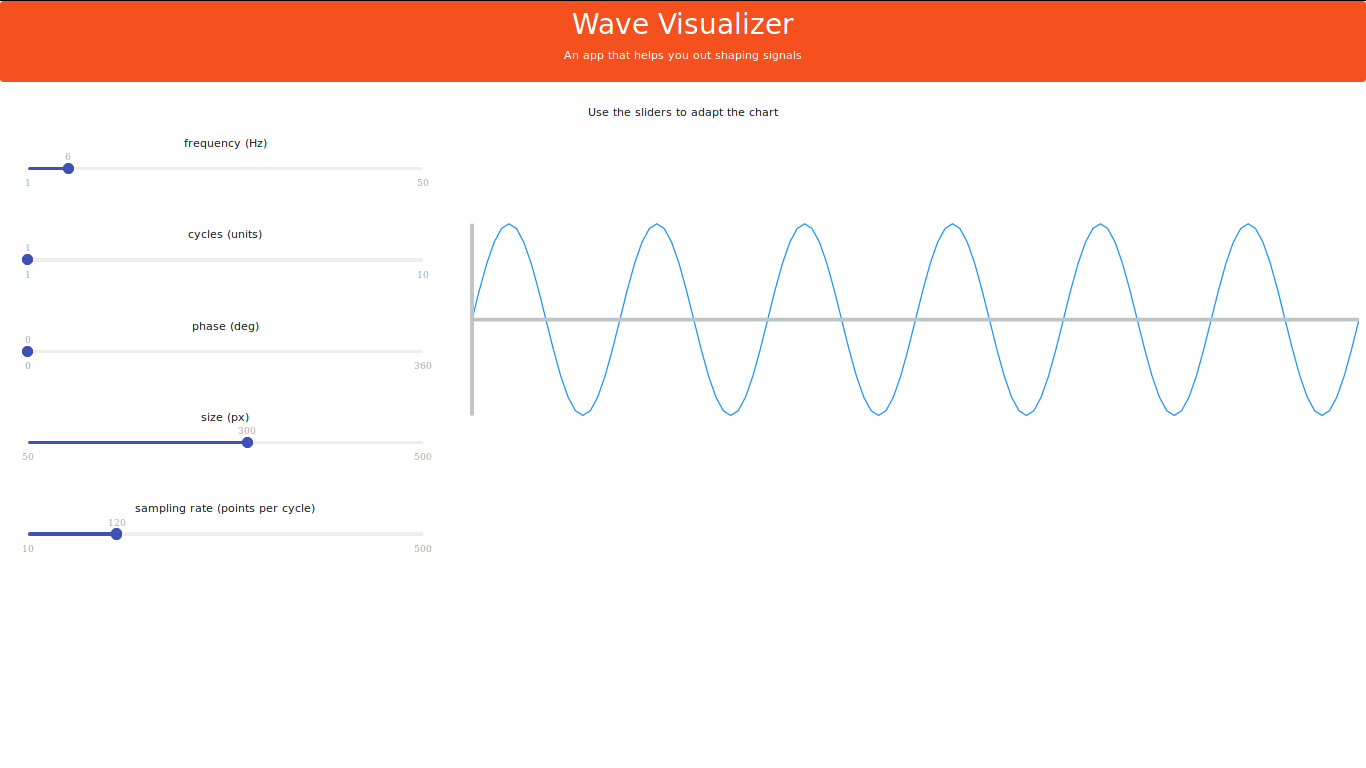 Wave Visualizer
An app that helps you out shaping signals
Use the sliders to adapt the chart
frequency (Hz)
6
1 50
cycles (units)
1
1 10
phase (deg)
0
0 360
size (px)
300
50 500
sampling rate (points per cycle)
120
10 500